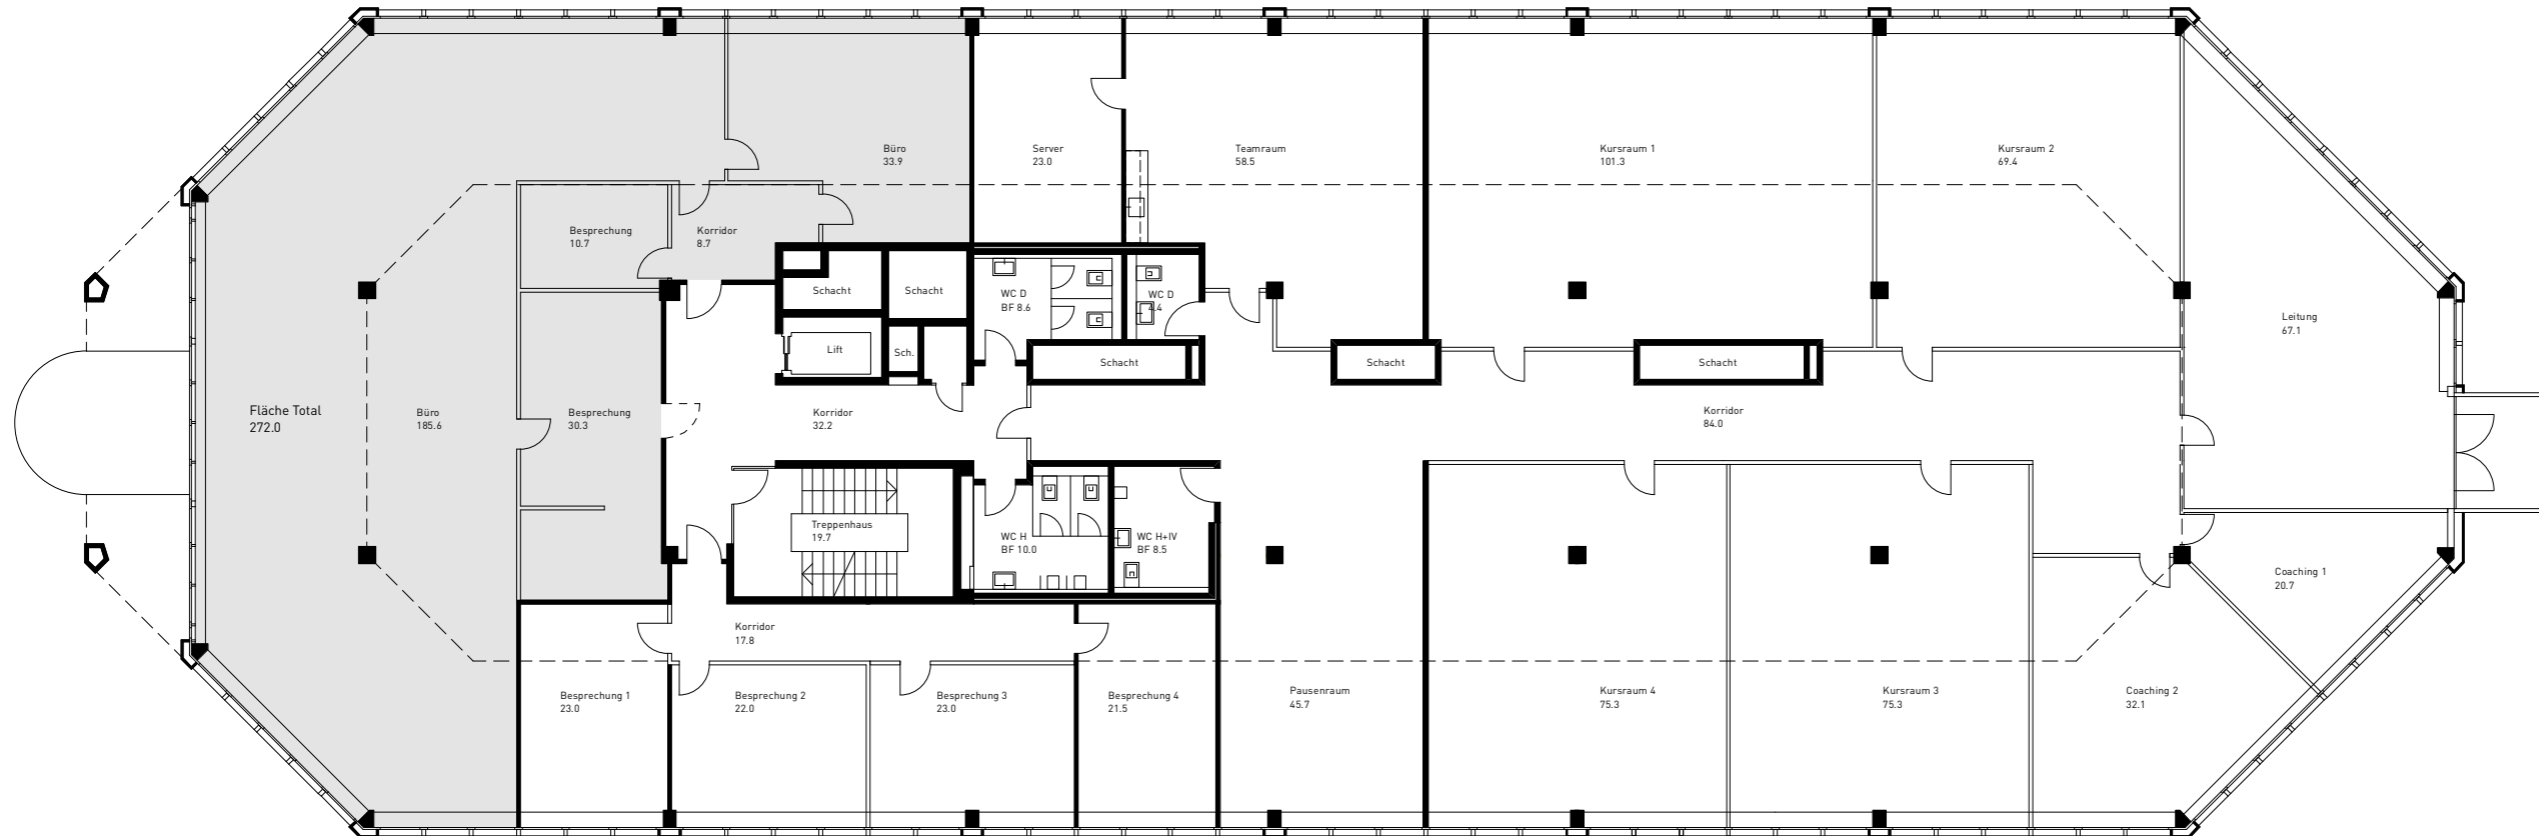 Büro
33.9
Server
23.0
Teamraum
58.5
Kursraum 1
101.3
Kursraum 2
69.4
Besprechung
10.7
Korridor
8.7
Schacht
Schacht
WC D
BF 8.6
WC D
4.4
Leitung
67.1
Lift
Sch.
Schacht
Schacht
Schacht
Fläche Total
272.0
Büro
185.6
Besprechung
30.3
Korridor
32.2
Korridor
84.0
Treppenhaus
19.7
WC H
BF 10.0
WC H+IV
BF 8.5
Coaching 1
20.7
Korridor
17.8
Besprechung 1
23.0
Besprechung 2
22.0
Besprechung 3
23.0
Besprechung 4
21.5
Pausenraum
45.7
Kursraum 4
75.3
Kursraum 3
75.3
Coaching 2
32.1